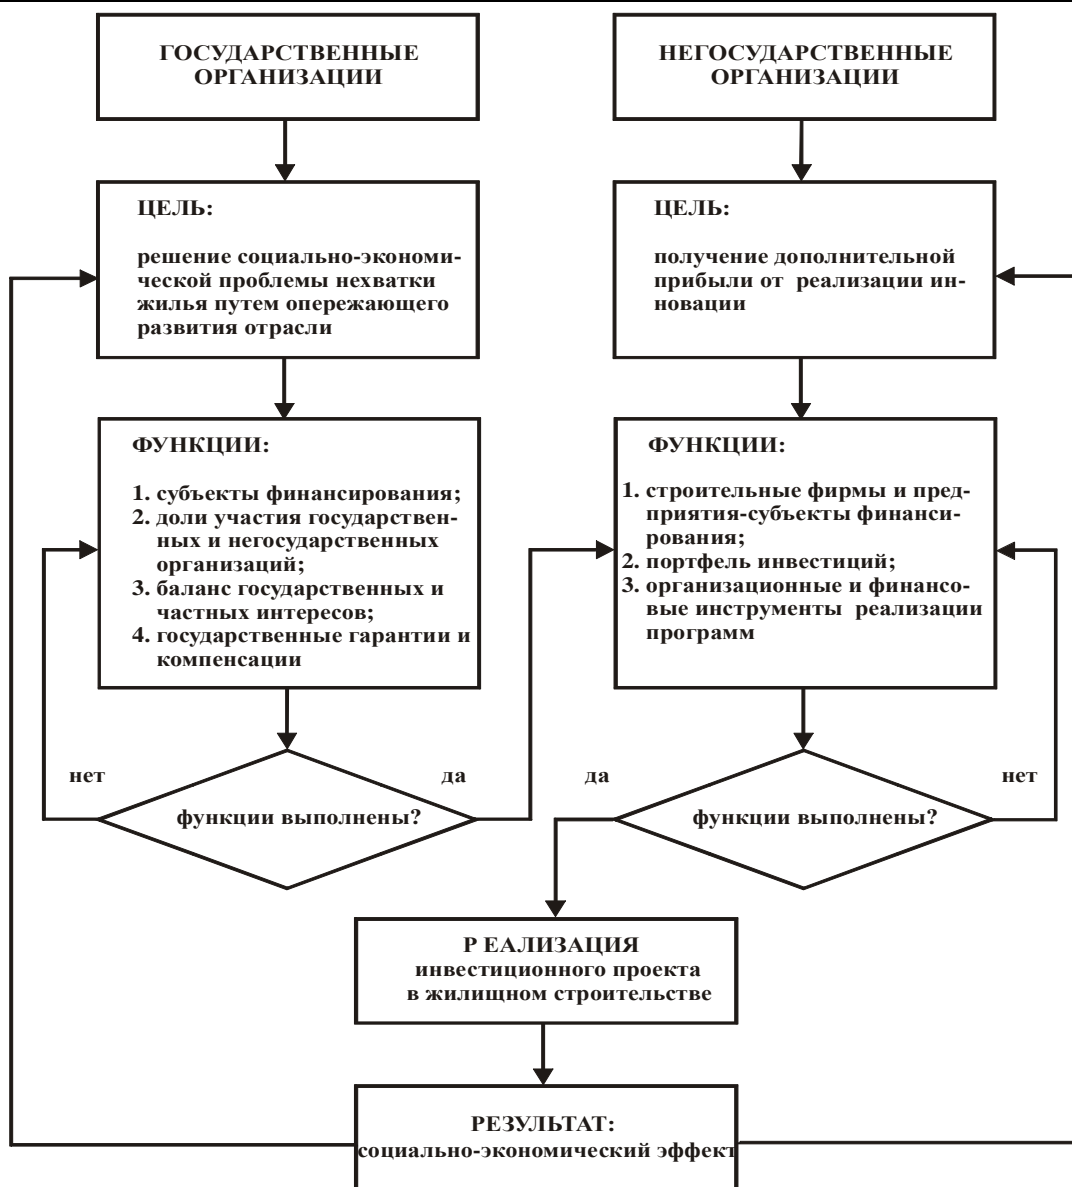 ГОСУДАРСТВЕННЫЕ
ОРГАНИЗАЦИИ
НЕГОСУДАРСТВЕННЫЕ
ОРГАНИЗАЦИИ
ЦЕЛЬ:
решение социально-экономи-
ческой проблемы нехватки
жилья путем опережающего
развития отрасли
ЦЕЛЬ:
получение дополнительной
прибыли от реализации ин-
новации
ФУНКЦИИ:
1. субъекты финансирования;
2. доли участия государствен-
ных и негосударственных
организаций;
3. баланс государственных и
частных интересов;
4. государственные гарантии и
компенсации
ФУНКЦИИ:
1. строительные фирмы и пред-
приятия-субъекты финанси-
рования;
2. портфель инвестиций;
3. организационные и финансо-
вые инструменты реализации
программ
нет
да
функции выполнены?
да
нет
функции выполнены?
Р ЕАЛИЗАЦИЯ
инвестиционного проекта
в жилищном строительстве
РЕЗУЛЬТАТ:
социально-экономический эффект